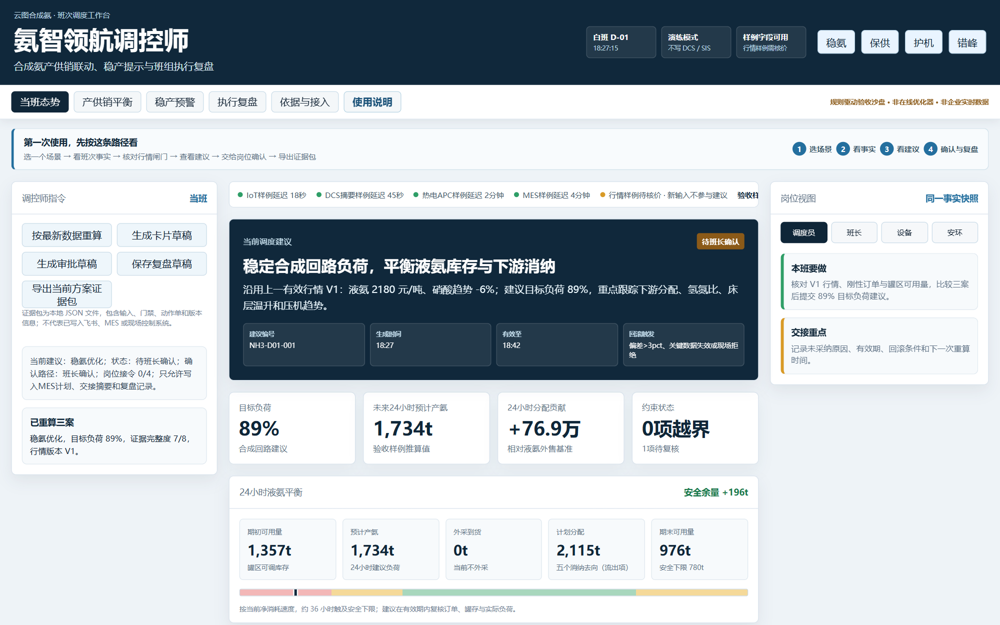 云图合成氨 · 班次调度工作台
氨智领航调控师
合成氨产供销联动、稳产提示与班组执行复盘
白班 D-01
18:27:15
演练模式
不写 DCS / SIS
样例字段可用
行情样例需核价
稳氨
保供
护机
错峰
当班态势
产供销平衡
稳产预警
执行复盘
依据与接入
使用说明
规则驱动验收沙盘 • 非在线优化器 • 非企业实时数据
第一次使用，先按这条路径看
选一个场景 → 看班次事实 → 核对行情闸门 → 查看建议 → 交给岗位确认 → 导出证据包
1 选场景
2 看事实
3 看建议
4 确认与复盘
调控师指令
当班
按最新数据重算
生成卡片草稿
生成审批草稿
保存复盘草稿
导出当前方案证
据包
证据包为本地 JSON 文件，包含输入、门禁、动作单和版本
信息；不代表已写入飞书、MES 或现场控制系统。
当前建议：稳氨优化；状态：待班长确认；确
认路径：班长确认；岗位接令 0/4；只允许写
入MES计划、交接摘要和复盘记录。
已重算三案
稳氨优化，目标负荷 89%，证据完整度 7/8，
行情版本 V1。
IoT样例延迟 18秒
DCS摘要样例延迟 45秒
热电APC样例延迟 2分钟
MES样例延迟 4分钟
行情样例待核价 · 新输入不参与建议
验收样
当前调度建议
待班长确认
稳定合成回路负荷，平衡液氨库存与下游消纳
沿用上一有效行情 V1：液氨 2180 元/吨、硝酸趋势 -6%；建议目标负荷 89%，重点跟踪下游分配、氢氮比、床
层温升和压机趋势。
建议编号
NH3-D01-001
生成时间
18:27
有效至
18:42
回滚触发
偏差>3pct、关键数据失效或现场拒
绝
目标负荷
89%
合成回路建议
未来24小时预计产氨
1,734t
验收样例推算值
24小时分配贡献
+76.9万
相对液氨外售基准
约束状态
0项越界
1项待复核
24小时液氨平衡
安全余量 +196t
期初可用量
1,357t
罐区可调库存
预计产氨
1,734t
24小时建议负荷
外采到货
0t
当前不外采
计划分配
2,115t
五个消纳去向（流出项）
期末可用量
976t
安全下限 780t
按当前净消耗速度，约 36 小时触及安全下限；建议在有效期内复核订单、罐存与实际负荷。
岗位视图
同一事实快照
调度员
班长
设备
安环
本班要做
核对 V1 行情、刚性订单与罐区可用量，比较三案
后提交 89% 目标负荷建议。
交接重点
记录未采纳原因、有效期、回滚条件和下一次重算
时间。